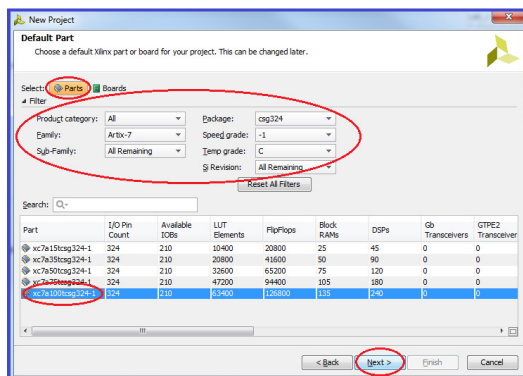 New Project
Default Part
Choose a default Xilinx part or board for your project. This can be changed later.
Select: Parts Boards
Filter
Product category: All Package: csg324
Family: Artix-7 Speed grade: -1
Sub-Family: All Remaining Temp grade: C
Si Revision: All Remaining
Reset All Filters
Search: Q-
Part I/O Pin Count Available IOBs LUT Elements FlipFlops Block RAMs DSPs Gb Transceivers GTPE2 Transceiver
xc7a15tcsg324-1 324 210 10400 20800 25 45 0 0
xc7a35tcsg324-1 324 210 20800 41600 50 90 0 0
xc7a50tcsg324-1 324 210 32600 65200 75 120 0 0
xc7a75tcsg324-1 324 210 47200 94400 105 180 0 0
xc7a100tcsg324-1 324 210 63400 126800 135 240 0 0
< Back Next > Finish Cancel